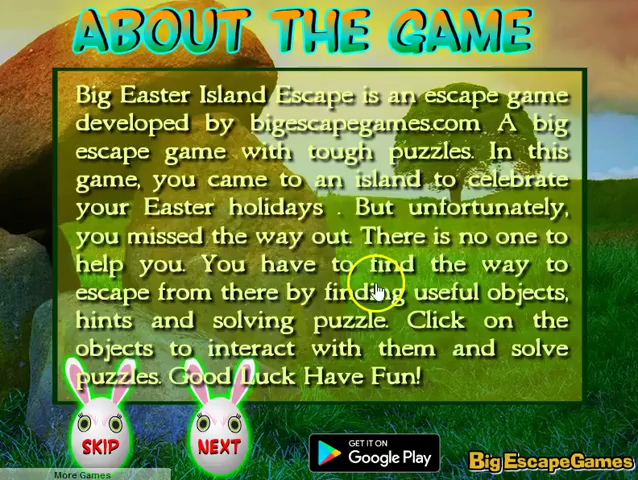 ABOUT THE GAME
Big Easter Island Escape is an escape game
developed by bigescapegames.com A big
escape game with tough puzzles. In this
game, you came to an island to celebrate
your Easter holidays . But unfortunately,
you missed the way out. There is no one to
help you. You have to find the way to
escape from there by finding useful objects,
hints and solving puzzle. Click on the
objects to interact with them and solve
puzzles. Good Luck Have Fun!
SKIP
NEXT
GET IT ON
Google Play
BigEscapeGames
More Games